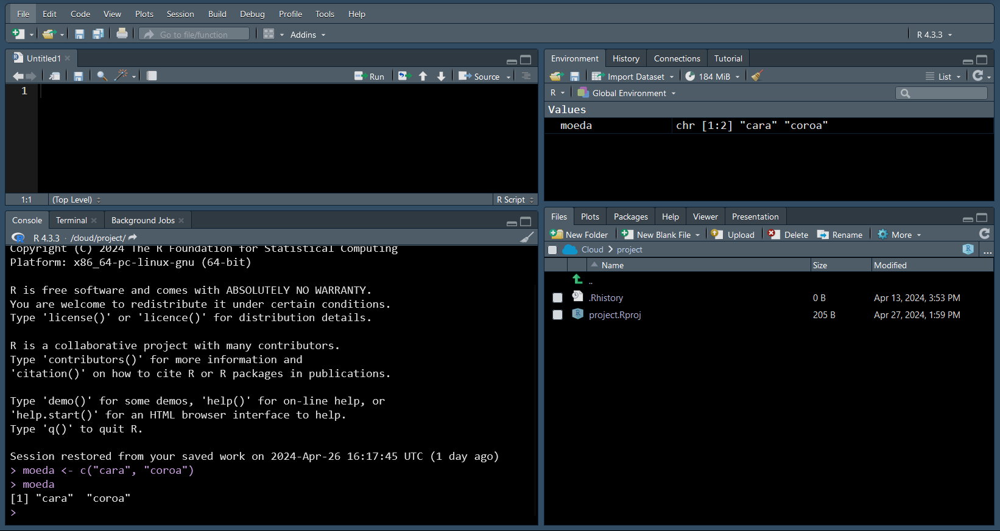 File Edit Code View Plots Session Build Debug Profile Tools Help
Go to file/function Addins R 4.3.3
Untitled1
Run Source
1
1:1 (Top Level) R Script
Console Terminal Background Jobs
R 4.3.3 · /cloud/project/
Copyright (C) 2024 The R Foundation for Statistical Computing
Platform: x86_64-pc-linux-gnu (64-bit)
R is free software and comes with ABSOLUTELY NO WARRANTY.
You are welcome to redistribute it under certain conditions.
Type 'license()' or 'licence()' for distribution details.
R is a collaborative project with many contributors.
Type 'contributors()' for more information and
'citation()' on how to cite R or R packages in publications.
Type 'demo()' for some demos, 'help()' for on-line help, or
'help.start()' for an HTML browser interface to help.
Type 'q()' to quit R.
Session restored from your saved work on 2024-Apr-26 16:17:45 UTC (1 day ago)
> moeda <- c("cara", "coroa")
> moeda
[1] "cara"  "coroa"
>
Environment History Connections Tutorial
Import Dataset 184 MiB List
R Global Environment
Values
moeda chr [1:2] "cara" "coroa"
Files Plots Packages Help Viewer Presentation
New Folder New Blank File Upload Delete Rename More
Cloud project R ...
Name Size Modified
..
.Rhistory 0 B Apr 13, 2024, 3:53 PM
project.Rproj 205 B Apr 27, 2024, 1:59 PM